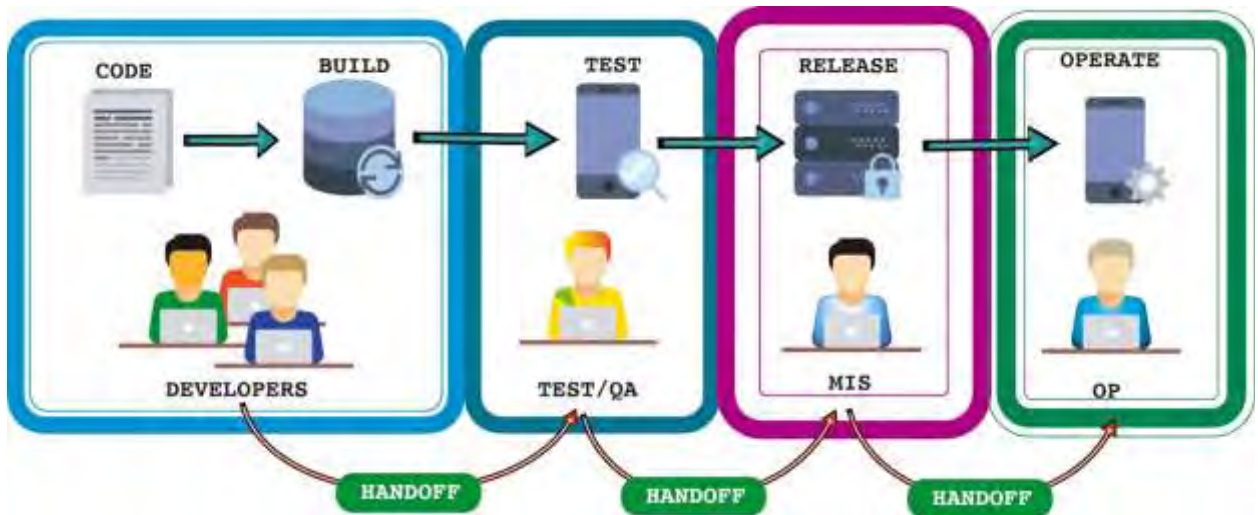 CODE
BUILD
TEST
RELEASE
OPERATE
DEVELOPERS
TEST/QA
MIS
OP
HANDOFF
HANDOFF
HANDOFF